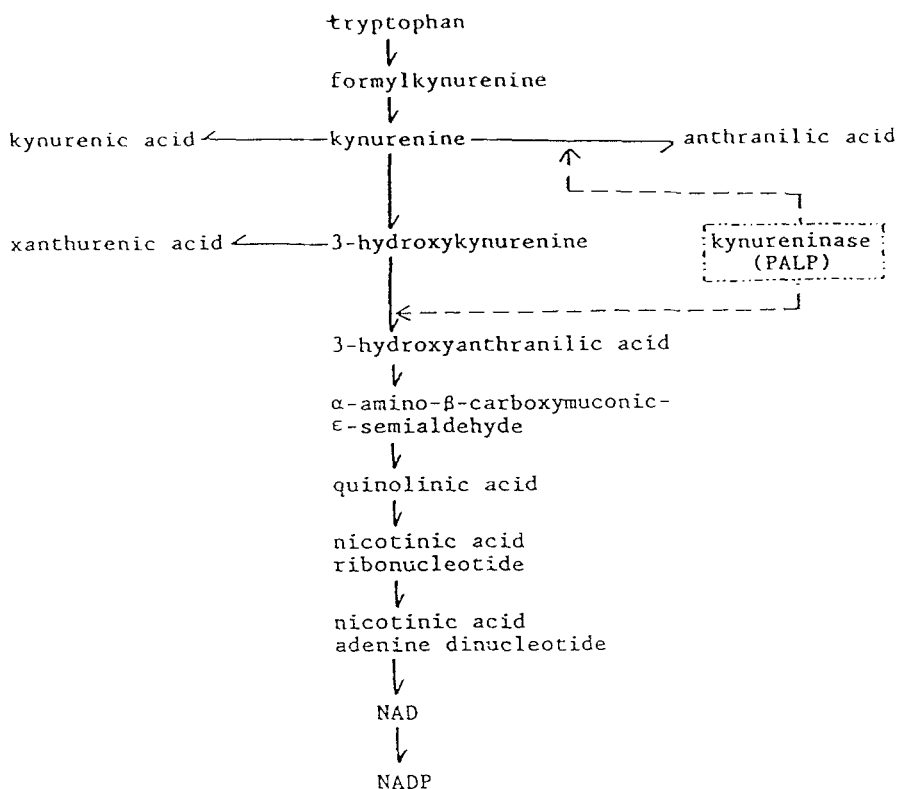 tryptophan
formylkynurenine
kynurenic acid kynurenine anthranilic acid
xanthurenic acid 3-hydroxykynurenine kynureninase
(PALP)
3-hydroxyanthranilic acid
α-amino-β-carboxymuconic-
ε-semialdehyde
quinolinic acid
nicotinic acid
ribonucleotide
nicotinic acid
adenine dinucleotide
NAD
NADP